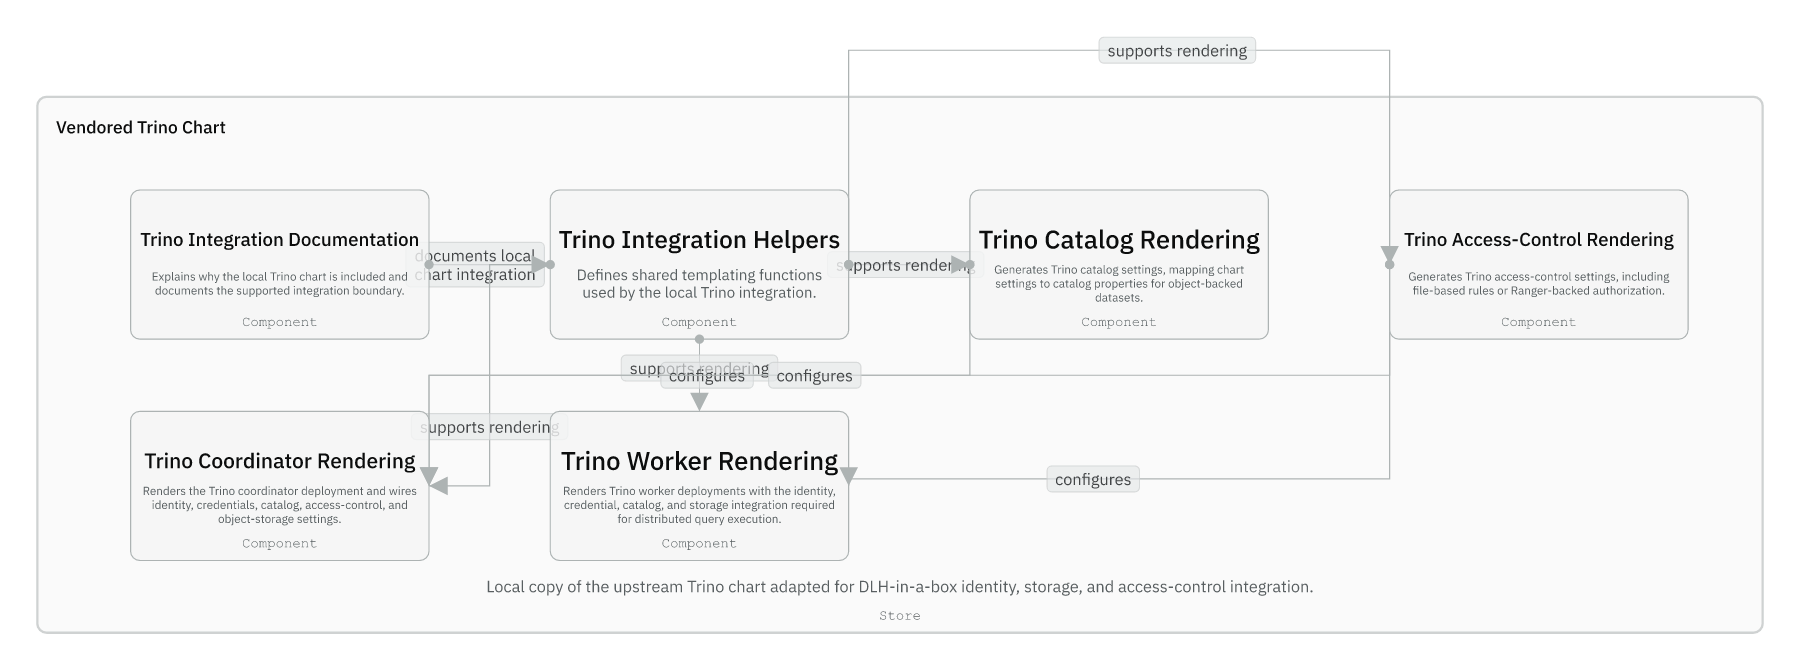 supports rendering
Vendored Trino Chart
Trino Integration Documentation
Explains why the local Trino chart is included and
documents the supported integration boundary.
Component
documents local
chart integration
Trino Integration Helpers
Defines shared templating functions
used by the local Trino integration.
Component
supports rendering
Trino Catalog Rendering
Generates Trino catalog settings, mapping chart
settings to catalog properties for object-backed
datasets.
Component
Trino Access-Control Rendering
Generates Trino access-control settings, including
file-based rules or Ranger-backed authorization.
Component
supports rendering
configures
configures
supports rendering
Trino Coordinator Rendering
Renders the Trino coordinator deployment and wires
identity, credentials, catalog, access-control, and
object-storage settings.
Component
Trino Worker Rendering
Renders Trino worker deployments with the identity,
credential, catalog, and storage integration required
for distributed query execution.
Component
configures
Local copy of the upstream Trino chart adapted for DLH-in-a-box identity, storage, and access-control integration.
Store